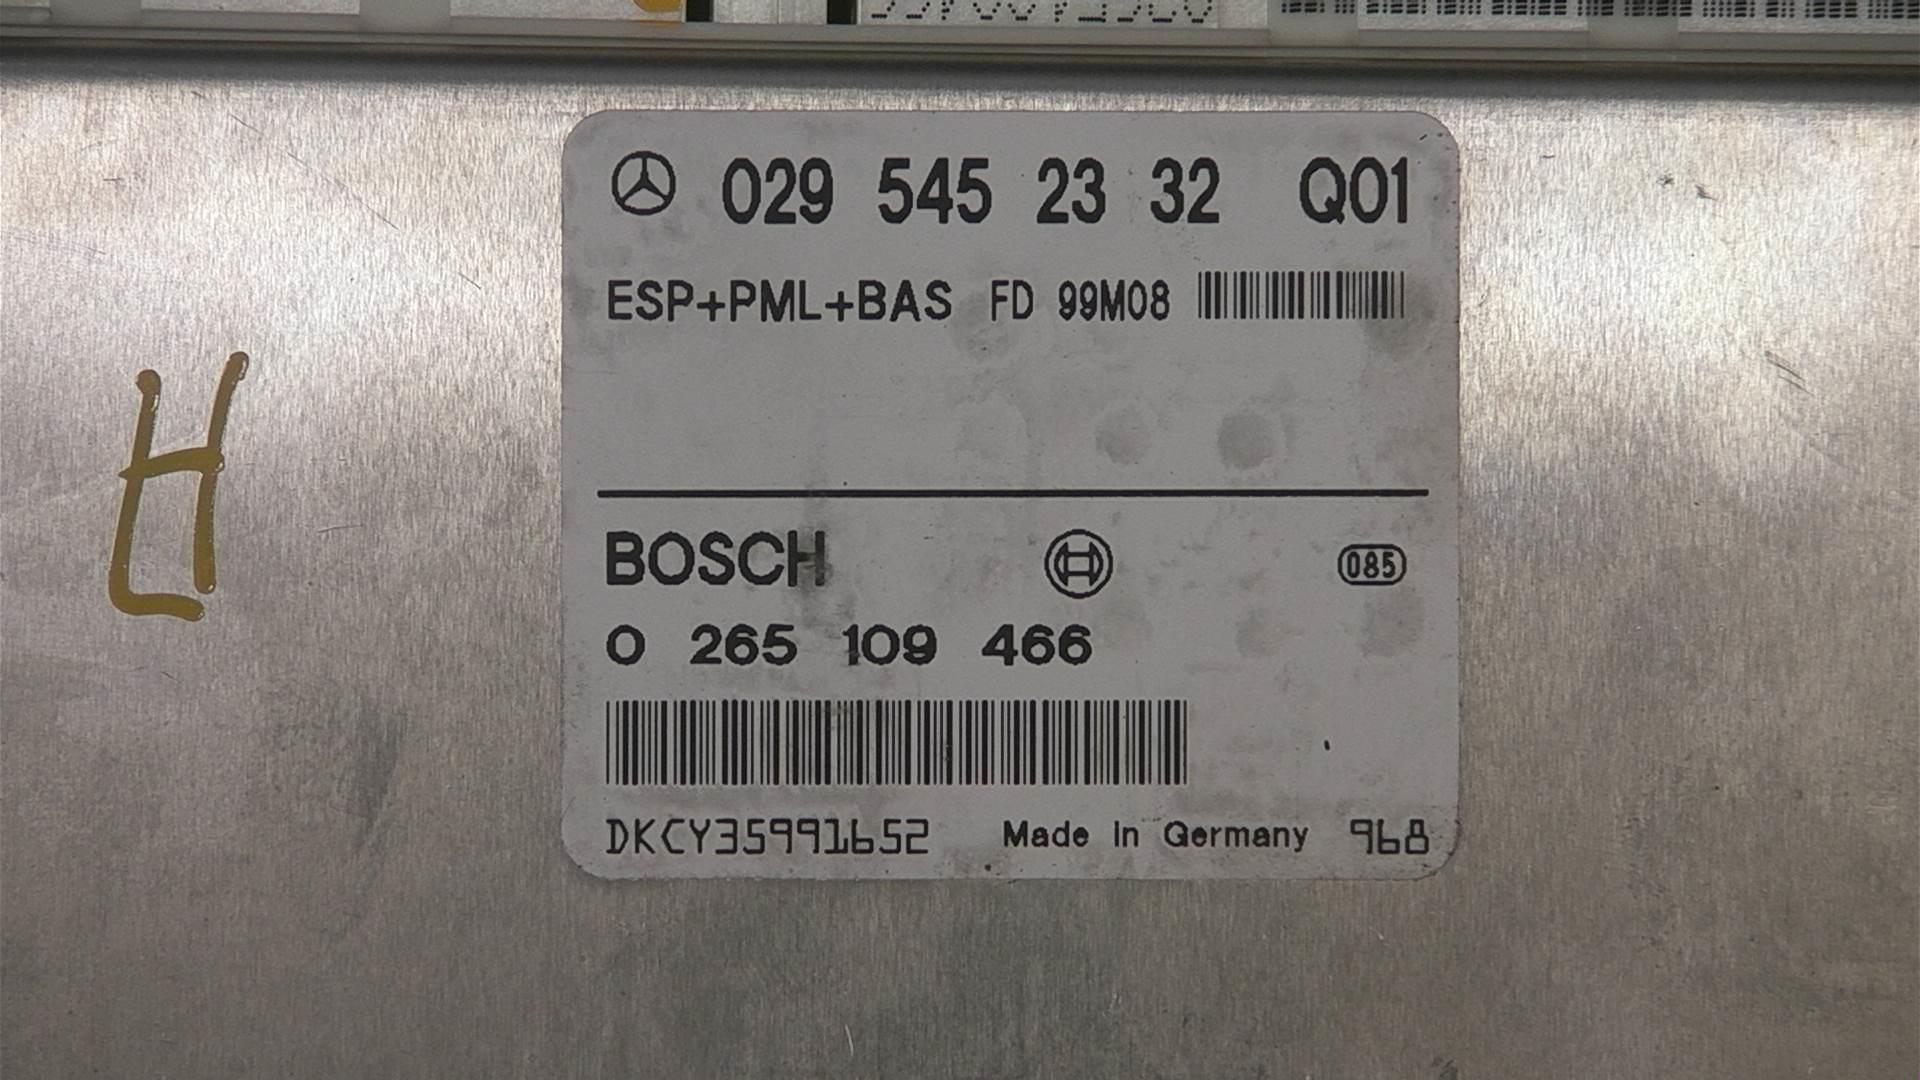 029 545 23 32 Q01
ESP+PML+BAS FD 99M08
H
BOSCH 085
0 265 109 466
DKCY35991652 Made in Germany 968